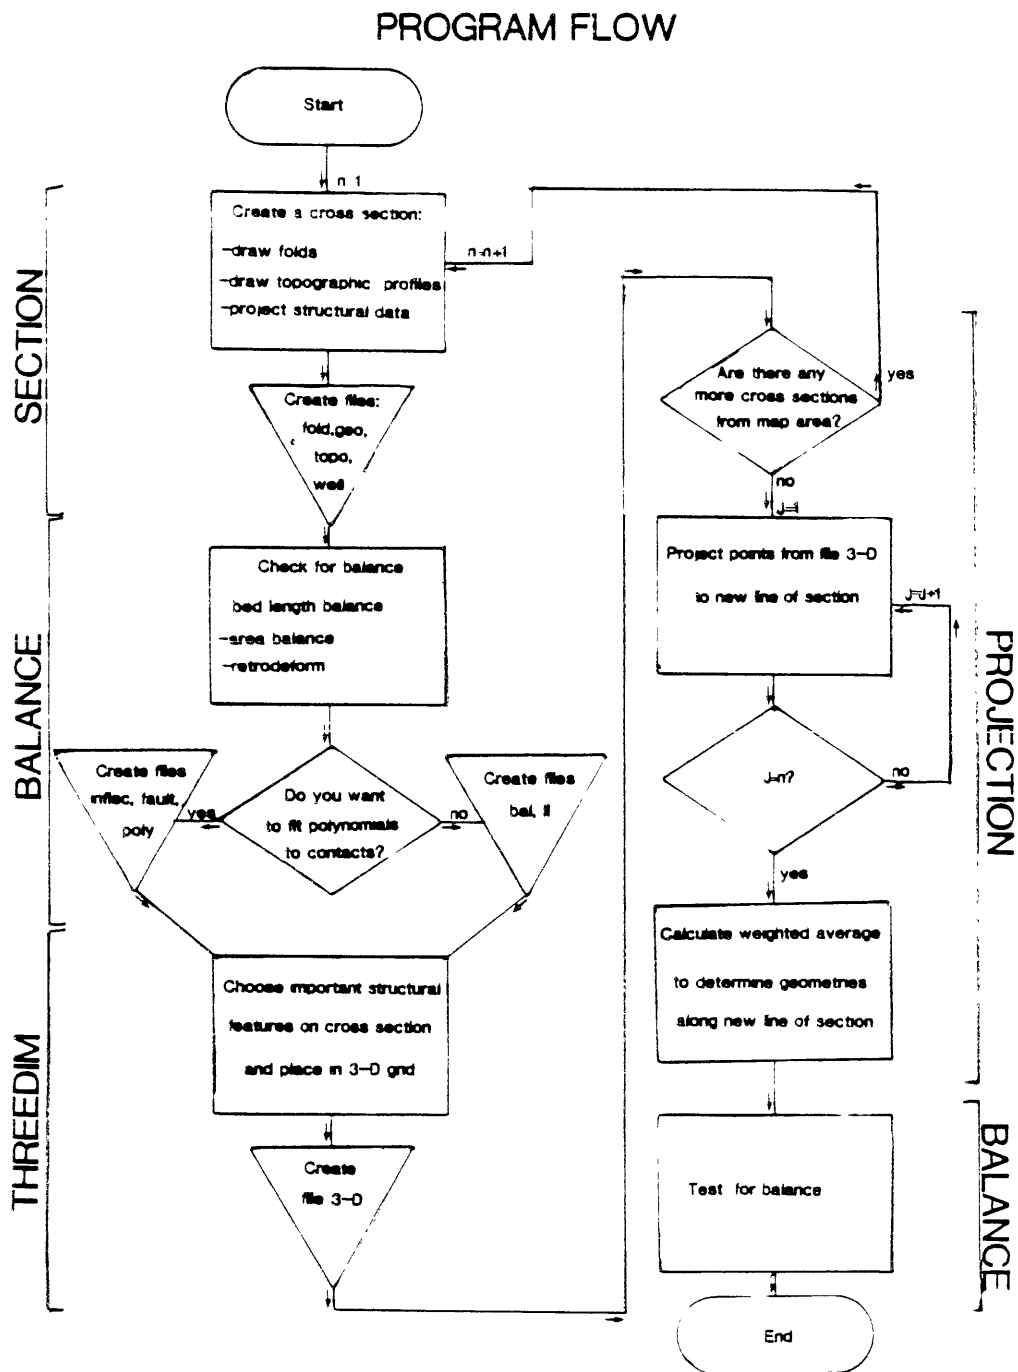 PROGRAM FLOW
Start
n 1
Create a cross section:
-draw folds
-draw topographic profiles
-project structural data
n=n+1
SECTION
Create files:
fold,geo,
topo,
well
Check for balance
bed length balance
-area balance
-retrodeform
BALANCE
Create files
inflec, fault,
poly
yes
Do you want
to fit polynomials
to contacts?
no
Create files
bal, ll
Choose important structural
features on cross section
and place in 3-D grid
THREEDIM
Create
file 3-D
Are there any
more cross sections
from map area?
yes
no
J=1
Project points from file 3-D
to new line of section
J=J+1
PROJECTION
J=n?
no
yes
Calculate weighted average
to determine geometries
along new line of section
Test for balance
BALANCE
End